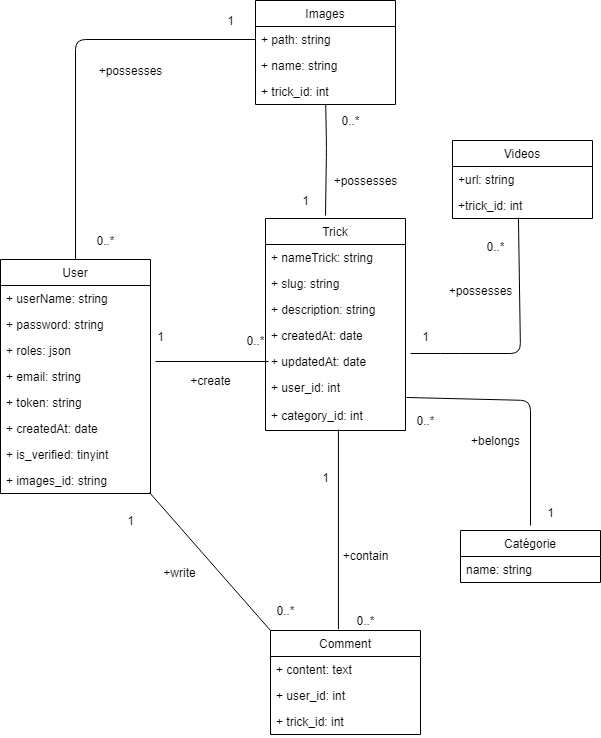 Images
+ path: string
+ name: string
+ trick_id: int
1
+possesses
0..*
0..*
+possesses
1
Videos
+url: string
+trick_id: int
0..*
+possesses
1
Trick
+ nameTrick: string
+ slug: string
+ description: string
+ createdAt: date
+ updatedAt: date
+ user_id: int
+ category_id: int
User
+ userName: string
+ password: string
+ roles: json
+ email: string
+ token: string
+ createdAt: date
+ is_verified: tinyint
+ images_id: string
1
0..*
+create
0..*
+belongs
1
Catégorie
name: string
1
+contain
0..*
1
+write
0..*
Comment
+ content: text
+ user_id: int
+ trick_id: int